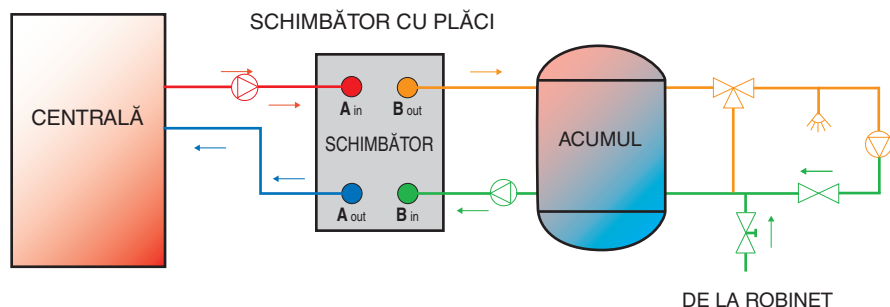 SCHIMBĂTOR CU PLĂCI
CENTRALĂ
A in
B out
SCHIMBĂTOR
A out
B in
ACUMUL
DE LA ROBINET